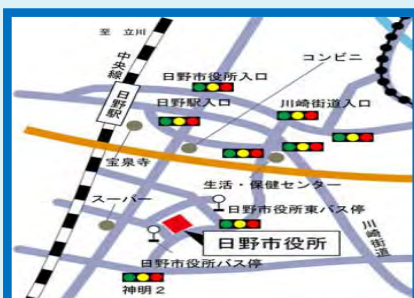 至 立川
中央線
日野駅
コンビニ
日野市役所入口
日野駅入口
川崎街道入口
宝泉寺
生活・保健センター
スーパー
日野市役所東バス停
日野市役所
川崎街道
日野市役所バス停
神明2